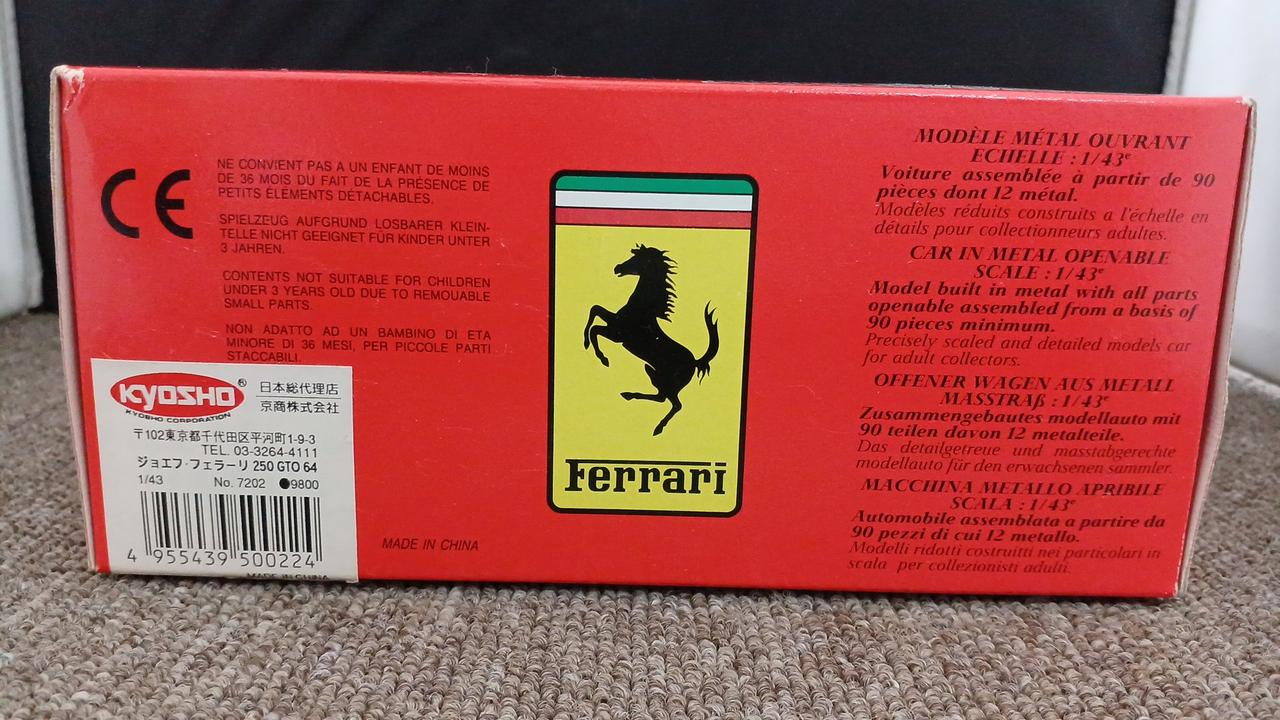 CE
NE CONVIENT PAS A UN ENFANT DE MOINS
DE 36 MOIS DU FAIT DE LA PRÉSENCE DE
PETITS ÉLÉMENTS DÉTACHABLES.
SPIELZEUG AUFGRUND LOSBARER KLEIN-
TELLE NICHT GEEIGNET FÜR KINDER UNTER
3 JAHREN.
CONTENTS NOT SUITABLE FOR CHILDREN
UNDER 3 YEARS OLD DUE TO REMOUABLE
SMALL PARTS.
NON ADATTO AD UN BAMBINO DI ETA
MINORE DI 36 MESI, PER PICCOLE PARTI
STACCABILI.
KYOSHO®
KYOSHO CORPORATION
日本総代理店
京商株式会社
〒102東京都千代田区平河町1-9-3
TEL. 03-3264-4111
ジョエフ・フェラーリ 250 GTO 64
1/43 No. 7202 ●9800
4 955439 500224
MADE IN CHINA
MADE IN CHINA
Ferrari
MODÈLE MÉTAL OUVRANT
ECHELLE : 1/43e
Voiture assemblée à partir de 90
pièces dont 12 métal.
Modèles réduits construits a l'échelle en
détails pour collectionneurs adultes.
CAR IN METAL OPENABLE
SCALE : 1/43e
Model built in metal with all parts
openable assembled from a basis of
90 pieces minimum.
Precisely scaled and detailed models car
for adult collectors.
OFFENER WAGEN AUS METALL
MASSTRAß : 1/43e
Zusammengebautes modellauto mit
90 teilen davon 12 metalteile.
Das detailgetreue und masstabgerechte
modellauto für den erwachsenen sammler.
MACCHINA METALLO APRIBILE
SCALA : 1/43e
Automobile assemblata a partire da
90 pezzi di cui 12 metallo.
Modelli ridotti costruitti nei particolari in
scala per collezionisti adulti.